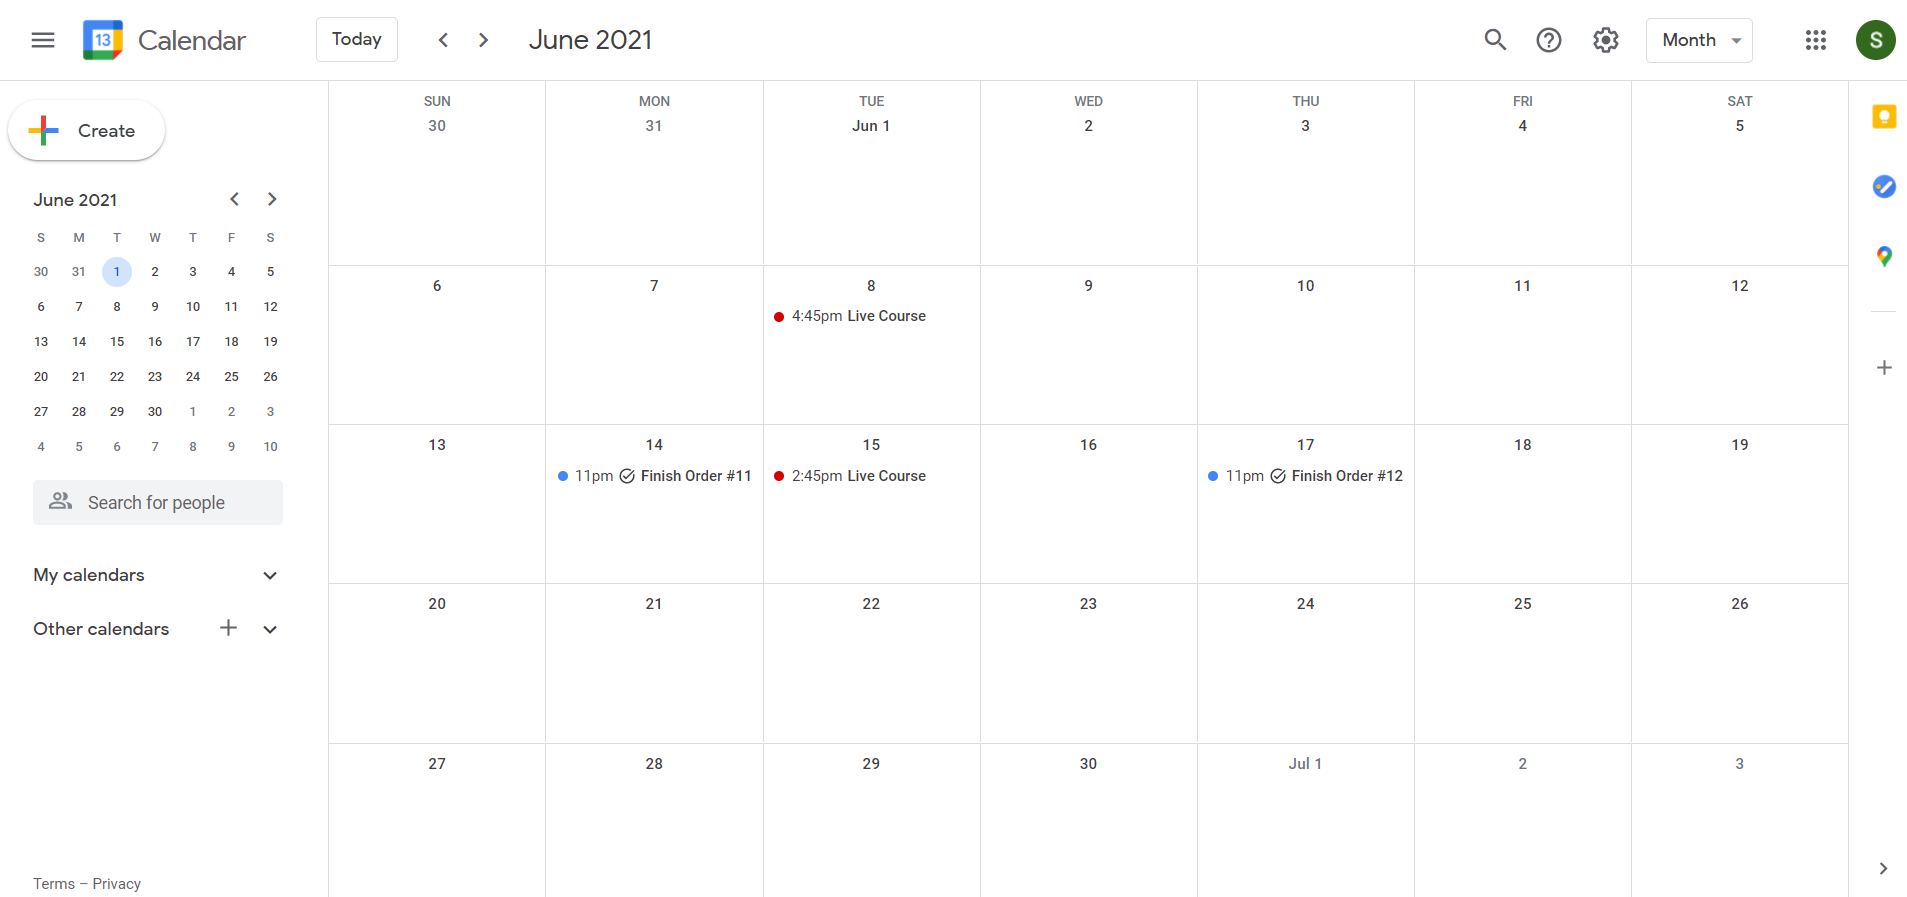 13 Calendar Today June 2021 Month S
Create
June 2021
S M T W T F S
30 31 1 2 3 4 5
6 7 8 9 10 11 12
13 14 15 16 17 18 19
20 21 22 23 24 25 26
27 28 29 30 1 2 3
4 5 6 7 8 9 10
Search for people
My calendars
Other calendars
Terms – Privacy
SUN MON TUE WED THU FRI SAT
30 31 Jun 1 2 3 4 5
6 7 8 9 10 11 12
4:45pm Live Course
13 14 15 16 17 18 19
11pm Finish Order #11 2:45pm Live Course 11pm Finish Order #12
20 21 22 23 24 25 26
27 28 29 30 Jul 1 2 3